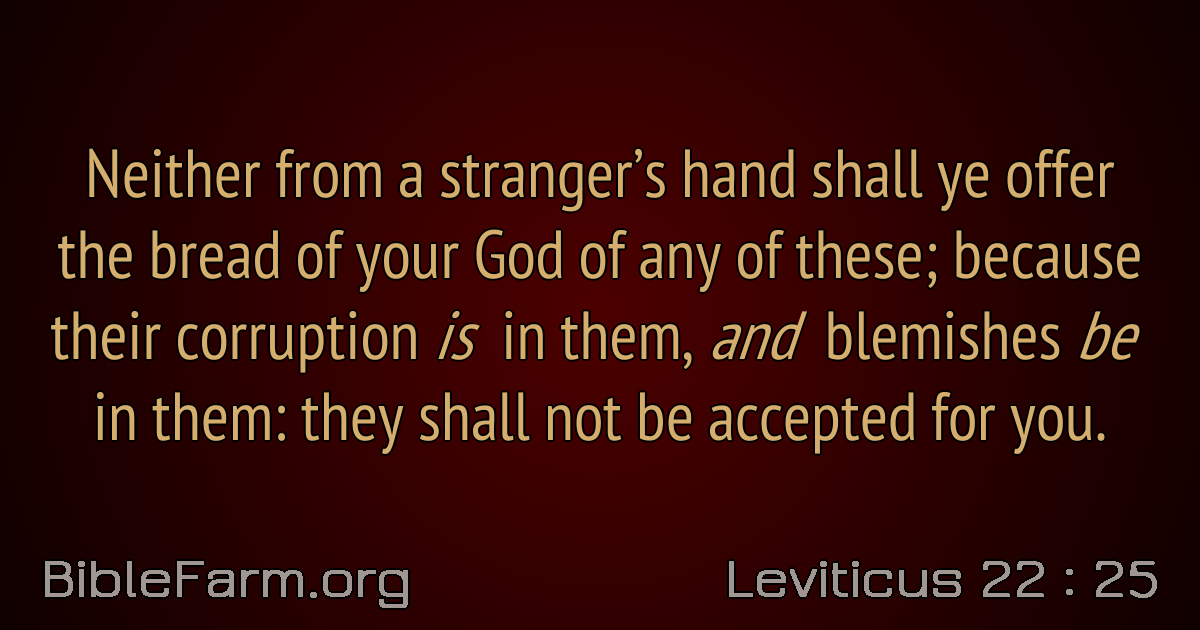 Neither from a stranger’s hand shall ye offer
the bread of your God of any of these; because
their corruption is in them, and blemishes be
in them: they shall not be accepted for you.
BibleFarm.org
Leviticus 22 : 25